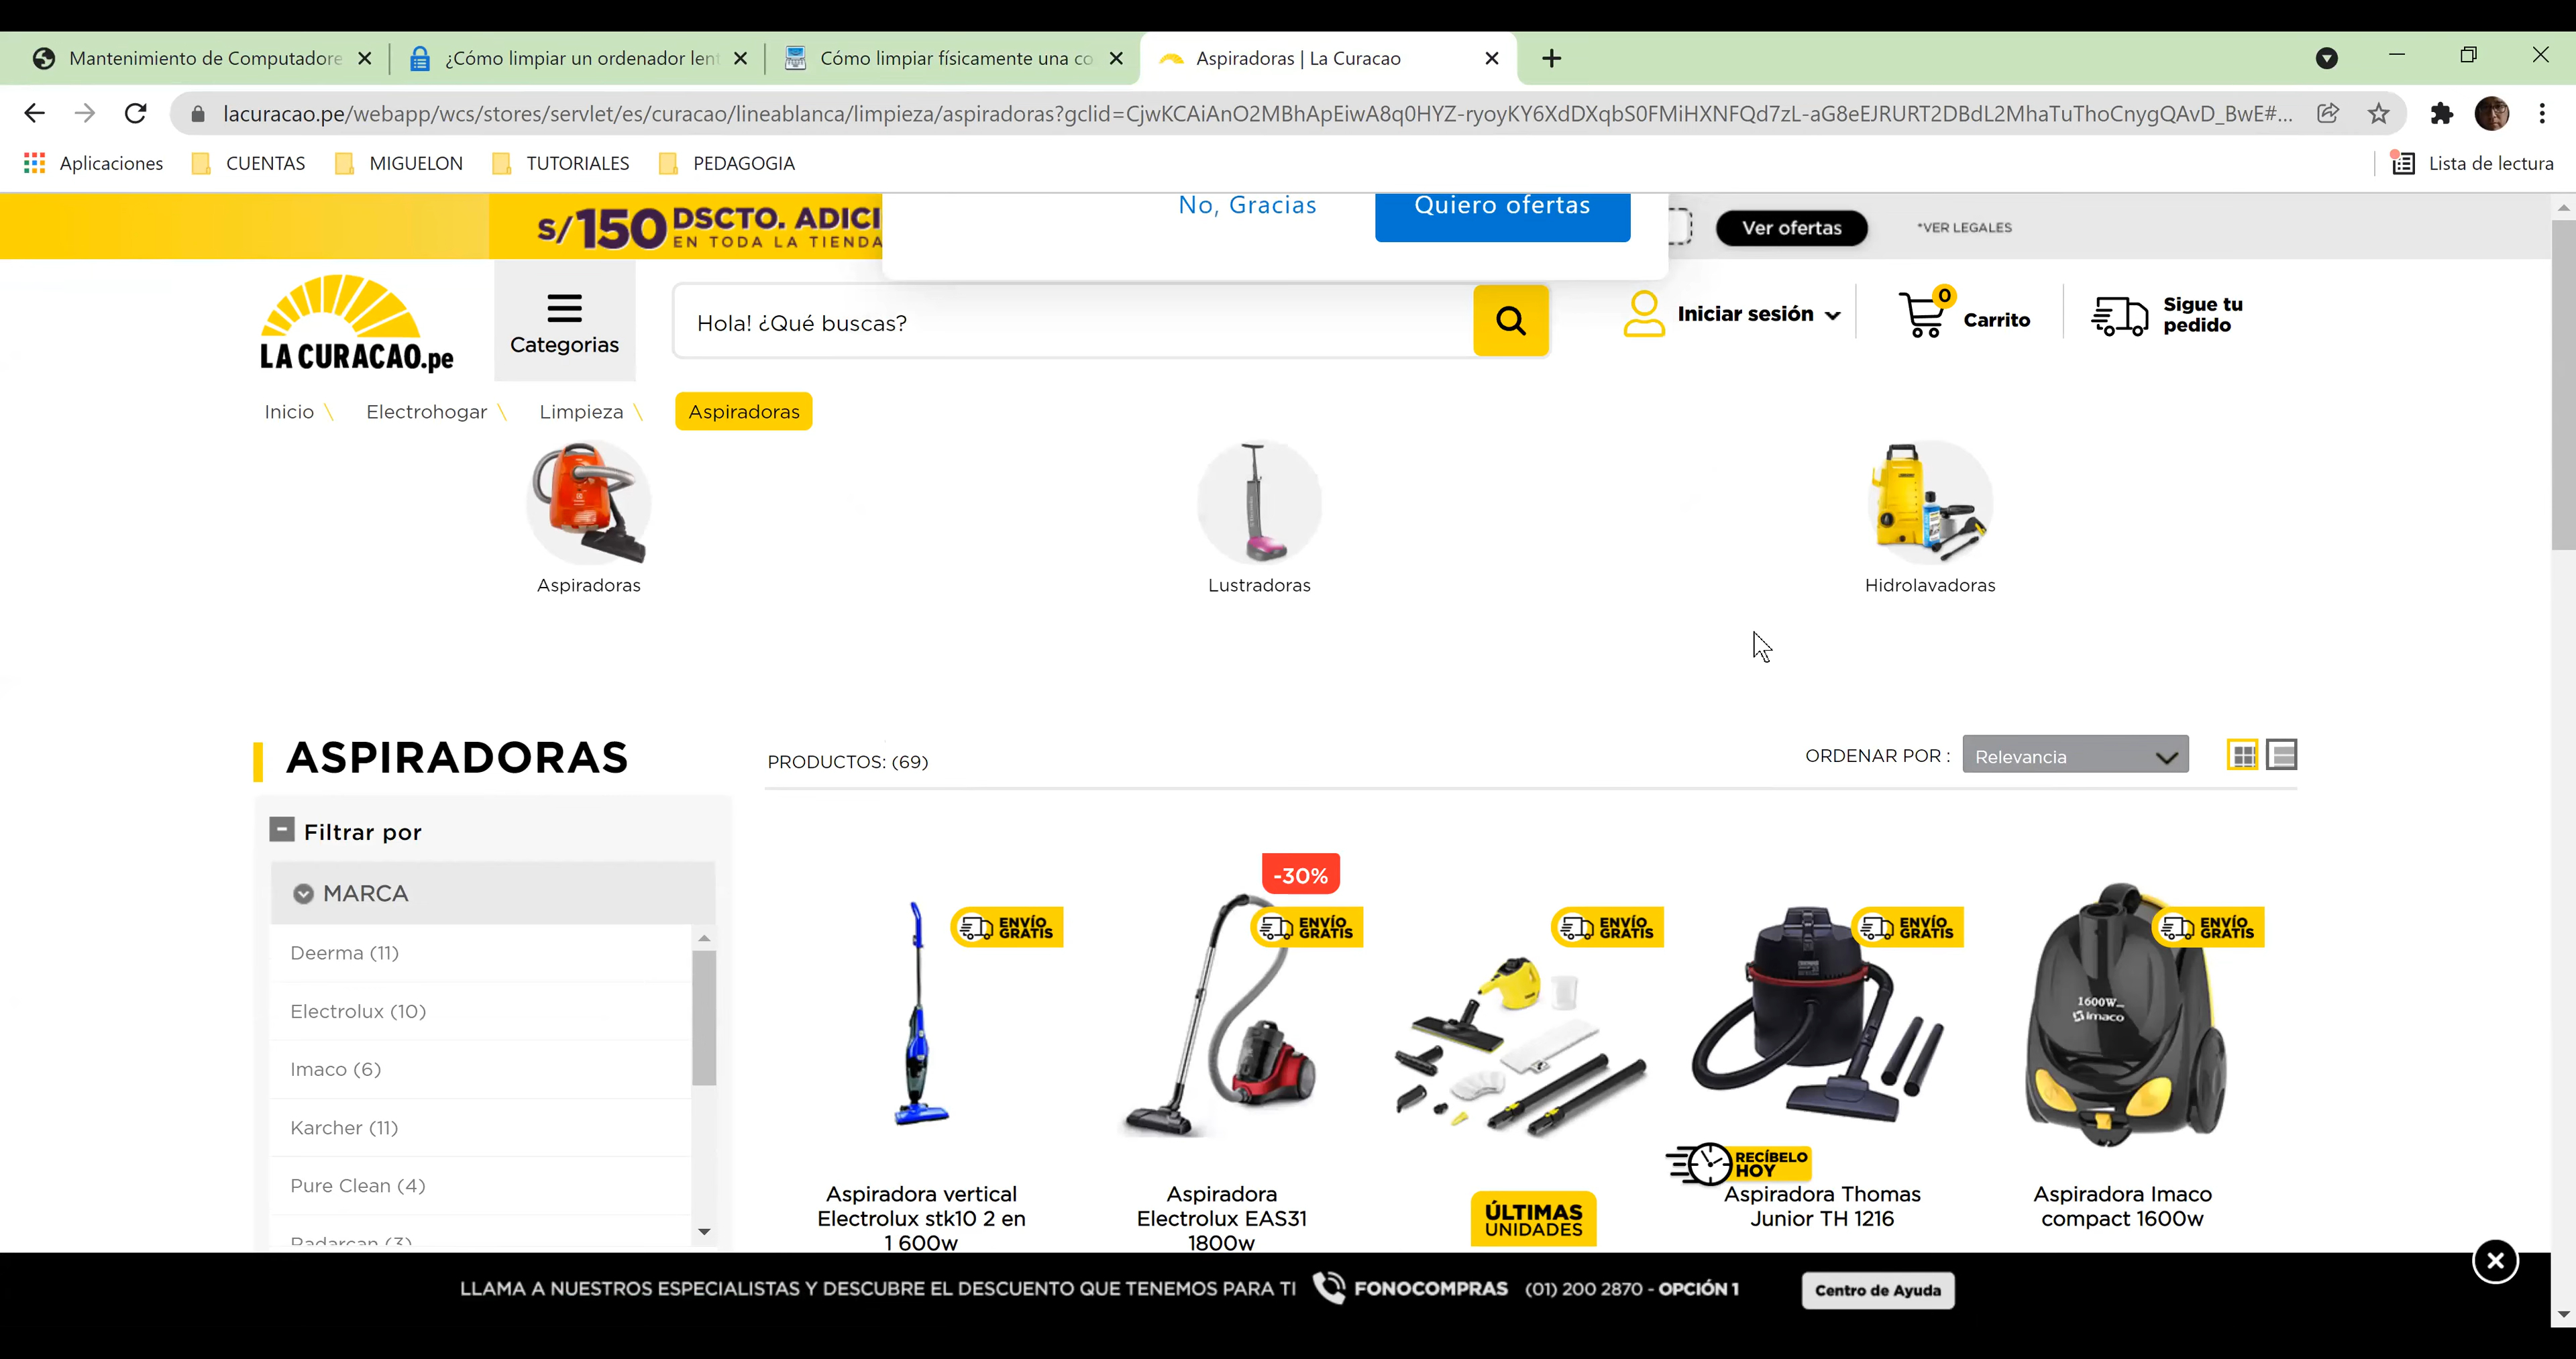 Mantenimiento de Computadore
¿Cómo limpiar un ordenador lent
Cómo limpiar físicamente una co
Aspiradoras | La Curacao
lacuracao.pe/webapp/wcs/stores/servlet/es/curacao/lineablanca/limpieza/aspiradoras?gclid=CjwKCAiAnO2MBhApEiwA8q0HYZ-ryoyKY6XdDXqbS0FMiHXNFQd7zL-aG8eEJRURT2DBdL2MhaTuThoCnygQAvD_BwE#...
Aplicaciones
CUENTAS
MIGUELON
TUTORIALES
PEDAGOGIA
Lista de lectura
S/150 DSCTO. ADICI
EN TODA LA TIENDA
No, Gracias
Quiero ofertas
Ver ofertas
*VER LEGALES
LA CURACAO.pe
Categorias
Hola! ¿Qué buscas?
Iniciar sesión
0
Carrito
Sigue tu
pedido
Inicio \ Electrohogar \ Limpieza \ Aspiradoras
Aspiradoras
Lustradoras
Hidrolavadoras
ASPIRADORAS
PRODUCTOS: (69)
ORDENAR POR :
Relevancia
Filtrar por
MARCA
Deerma (11)
Electrolux (10)
Imaco (6)
Karcher (11)
Pure Clean (4)
Radarcan (3)
ENVÍO
GRATIS
-30%
ENVÍO
GRATIS
ENVÍO
GRATIS
ENVÍO
GRATIS
ENVÍO
GRATIS
1600W
imaco
RECÍBELO
HOY
Aspiradora vertical
Electrolux stk10 2 en
1 600w
Aspiradora
Electrolux EAS31
1800w
ÚLTIMAS
UNIDADES
Aspiradora Thomas
Junior TH 1216
Aspiradora Imaco
compact 1600w
LLAMA A NUESTROS ESPECIALISTAS Y DESCUBRE EL DESCUENTO QUE TENEMOS PARA TI
FONOCOMPRAS (01) 200 2870 - OPCIÓN 1
Centro de Ayuda